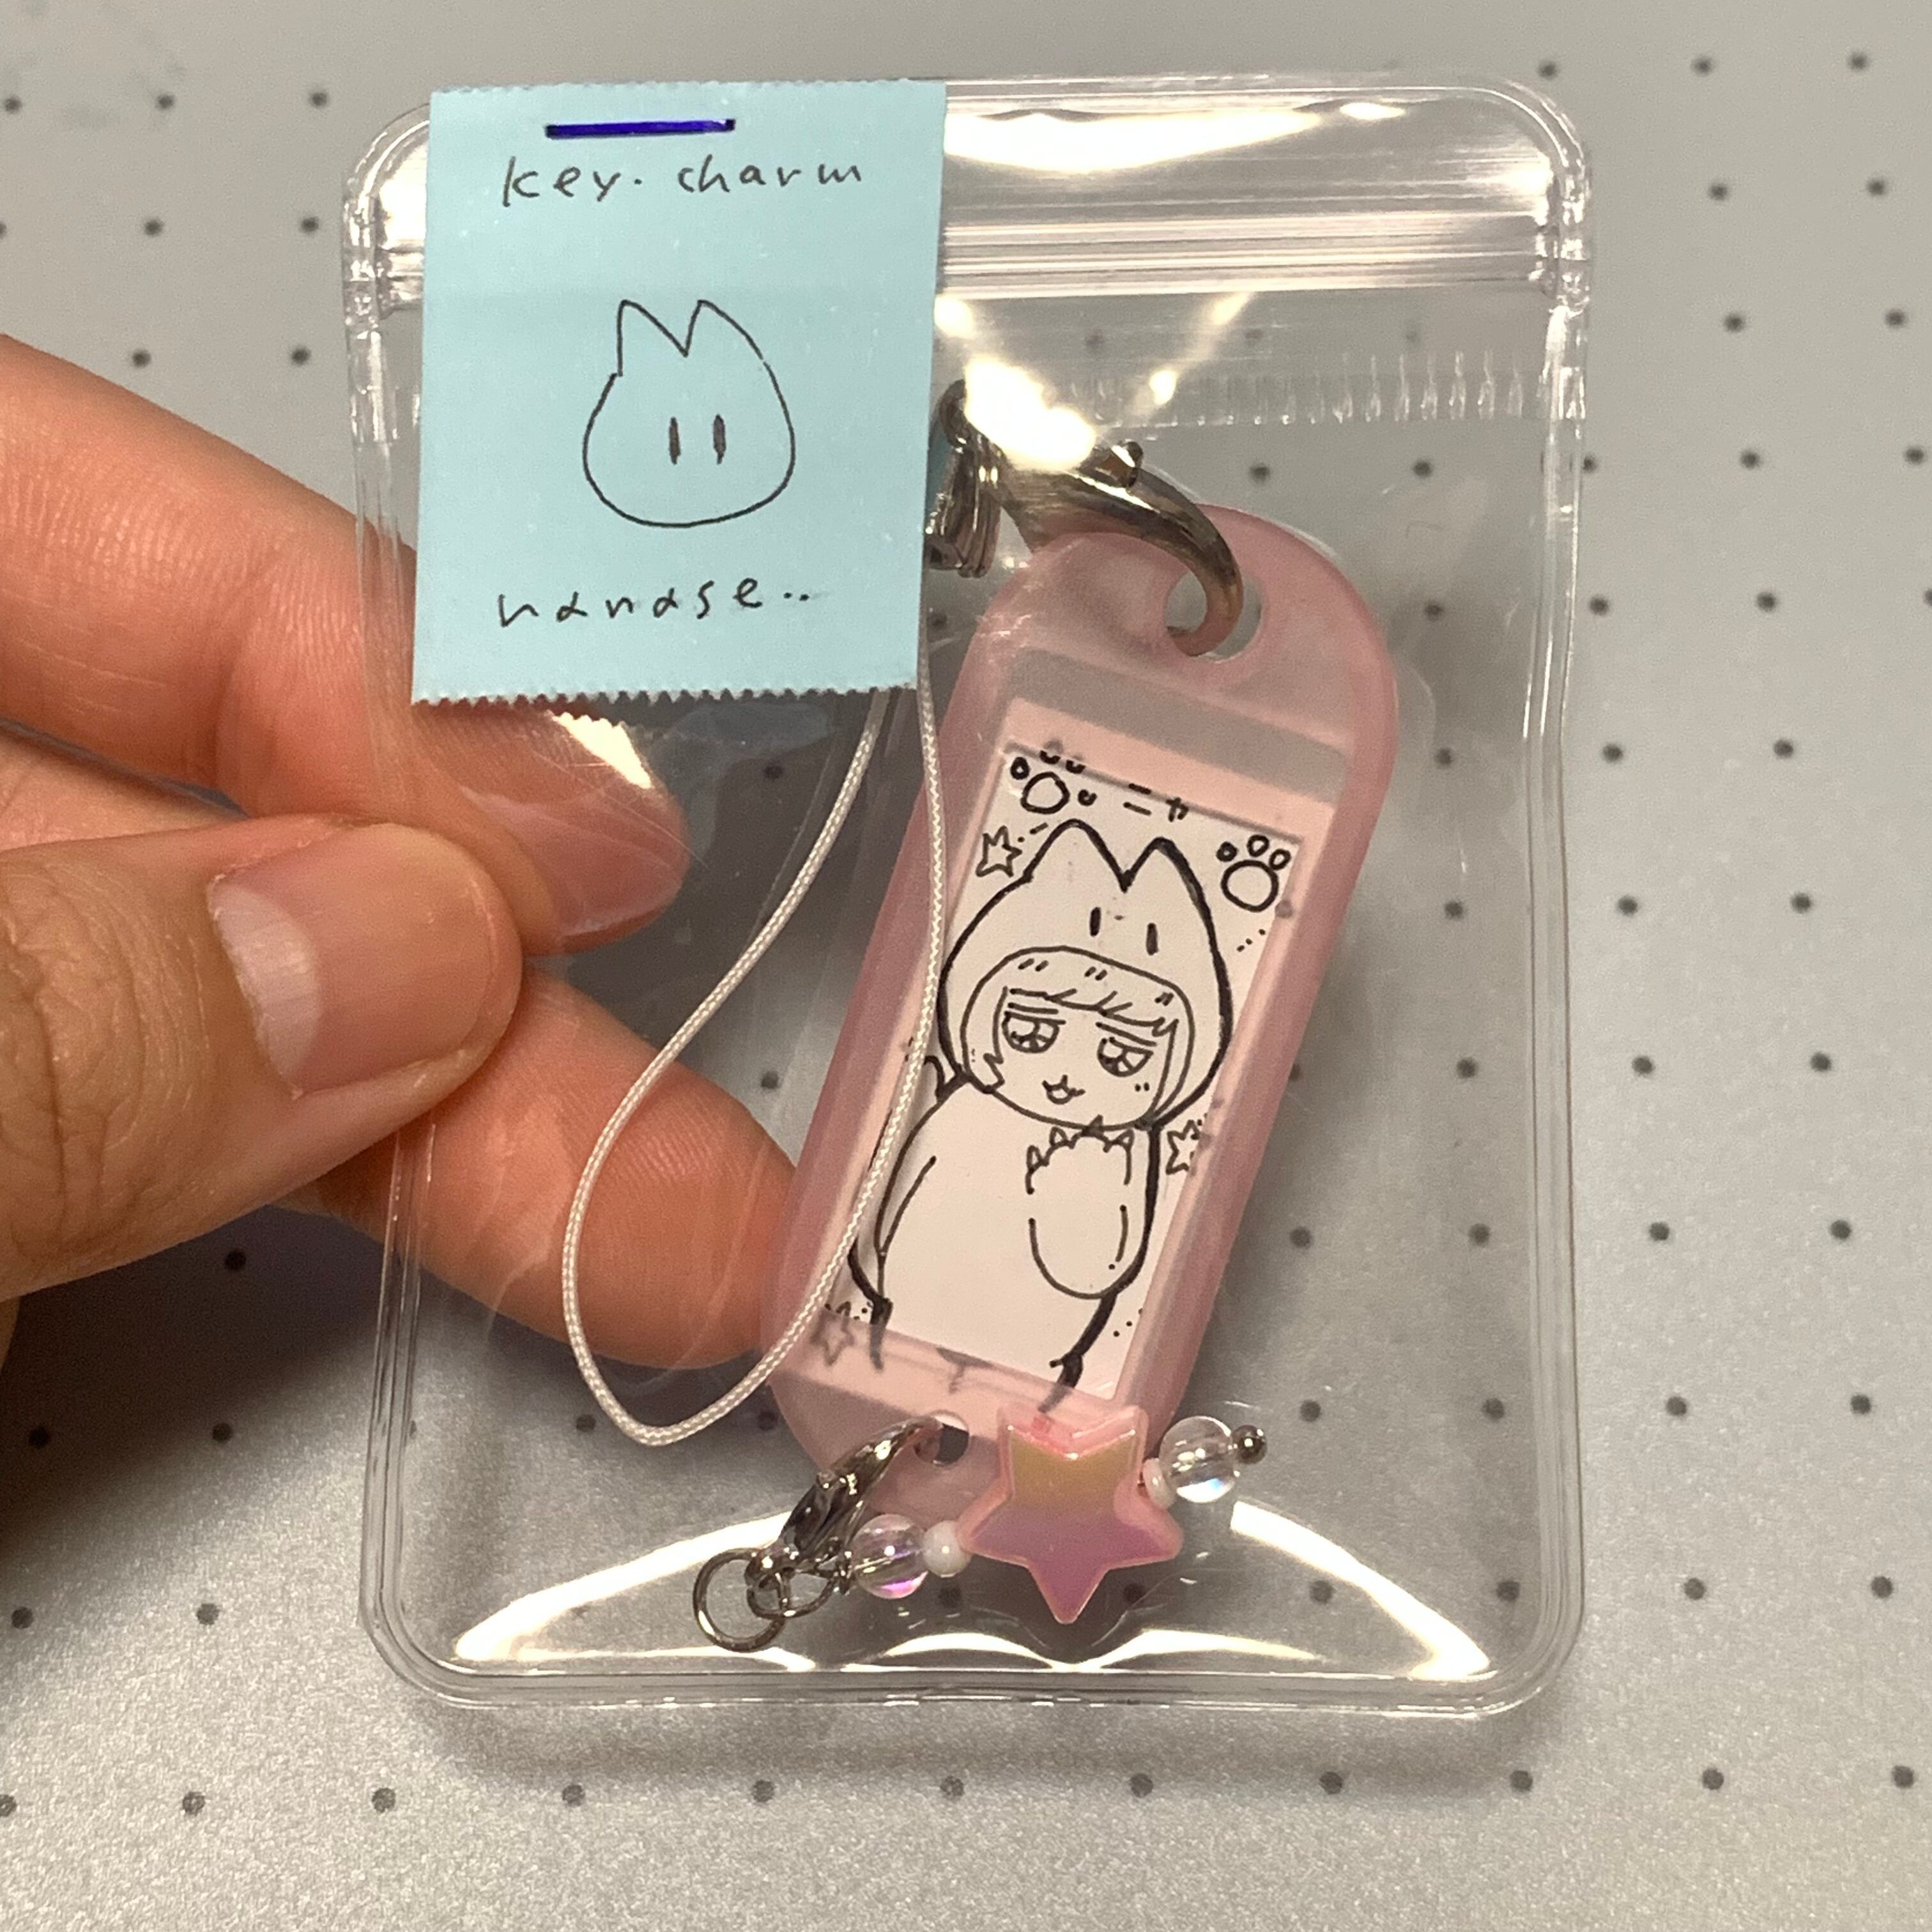 key. charm
nanase..
ニャ